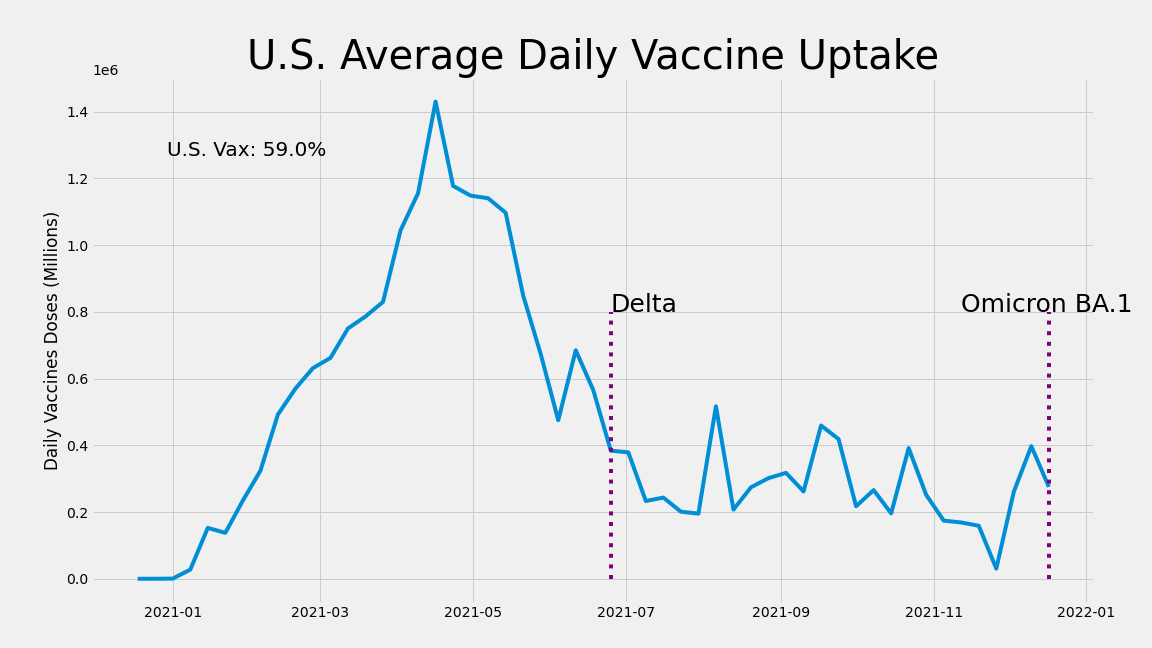 U.S. Average Daily Vaccine Uptake
1e6
1.4
U.S. Vax: 59.0%
1.2
1.0
Daily Vaccines Doses (Millions)
Delta
Omicron BA.1
0.8
0.6
0.4
0.2
0.0
2021-01 2021-03 2021-05 2021-07 2021-09 2021-11 2022-01